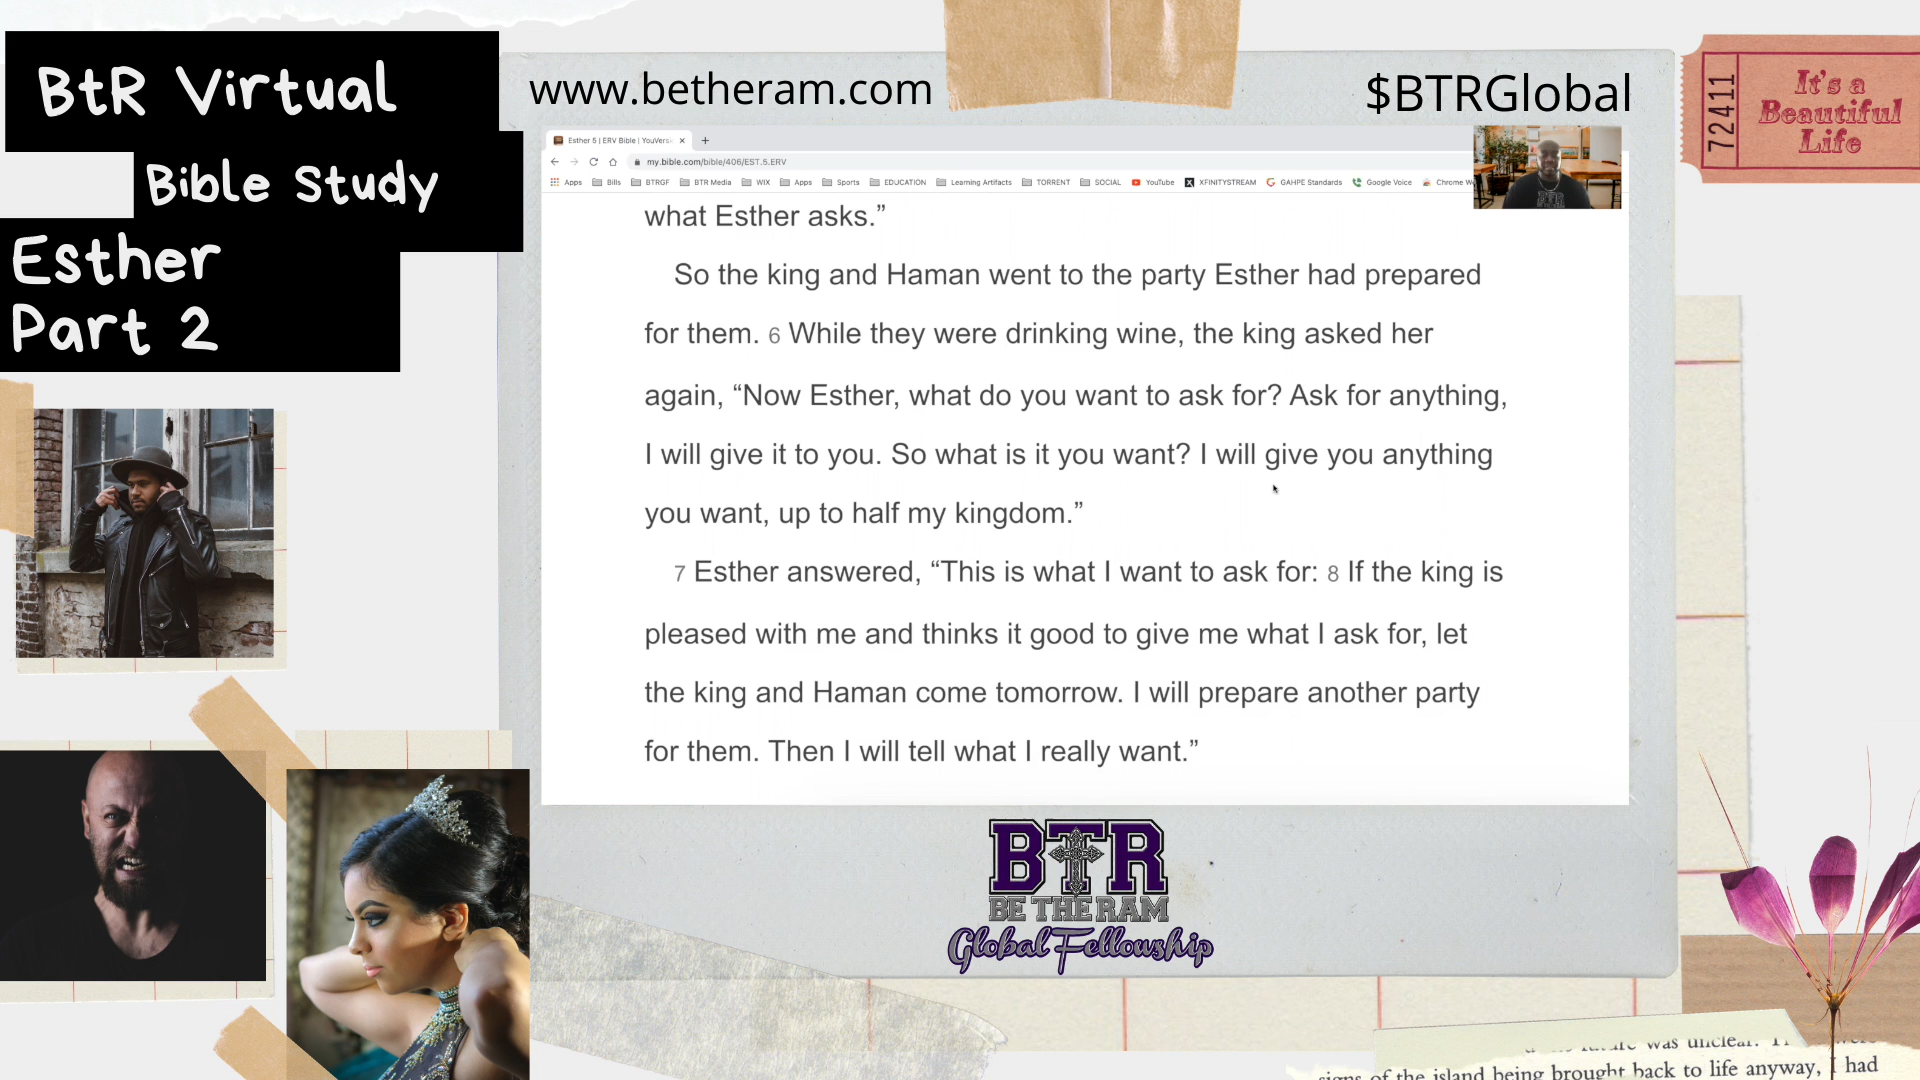 BtR Virtual
Bible Study
Esther
Part 2
www.betheram.com
$BTRGlobal
72411
It's a
Beautiful
Life
Esther 5 | ERV Bible | YouVers
my.bible.com/bible/406/EST.5.ERV
Apps Bills BTRGF BTR Media WIX Apps Sports EDUCATION Learning Artifacts TORRENT SOCIAL YouTube XFINITYSTREAM GAHPE Standards Google Voice Chrome W
what Esther asks.”
So the king and Haman went to the party Esther had prepared
for them. 6 While they were drinking wine, the king asked her
again, “Now Esther, what do you want to ask for? Ask for anything,
I will give it to you. So what is it you want? I will give you anything
you want, up to half my kingdom.”
7 Esther answered, “This is what I want to ask for: 8 If the king is
pleased with me and thinks it good to give me what I ask for, let
the king and Haman come tomorrow. I will prepare another party
for them. Then I will tell what I really want.”
BTR
BE THE RAM
Global Fellowship
was unclear.
signs of the island being brought back to life anyway, I had